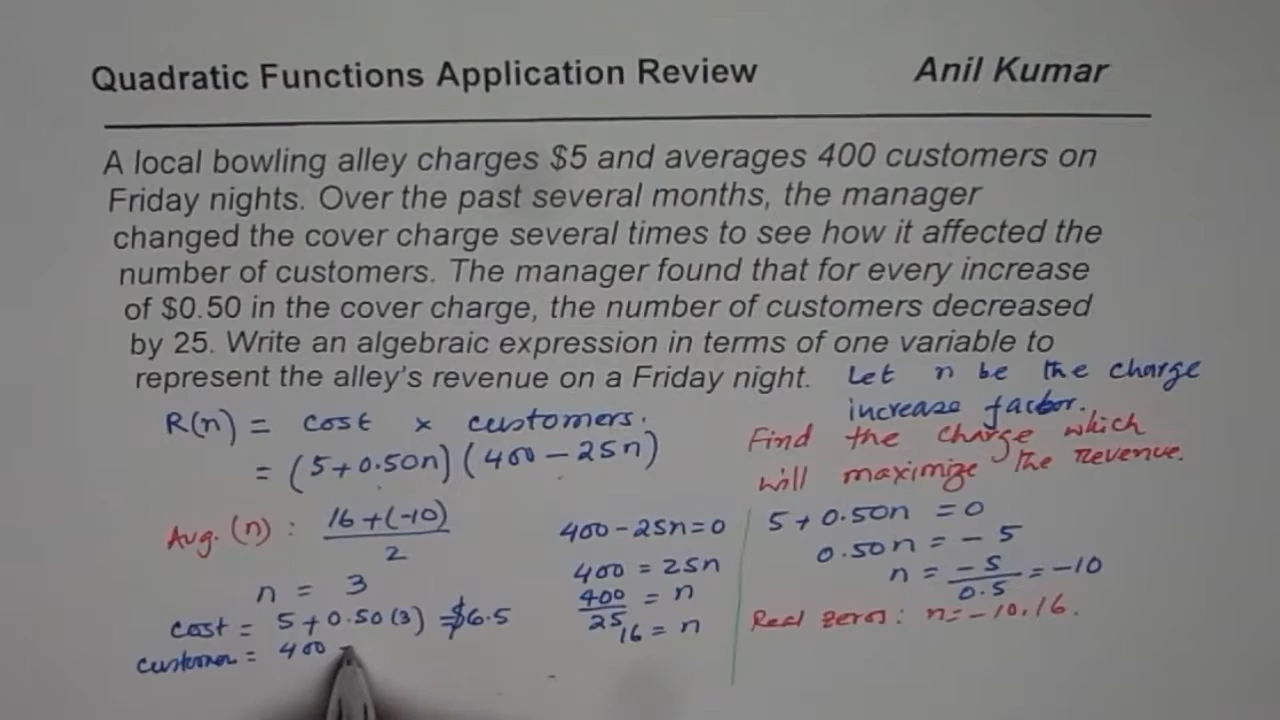 Quadratic Functions Application Review Anil Kumar
A local bowling alley charges $5 and averages 400 customers on
Friday nights. Over the past several months, the manager
changed the cover charge several times to see how it affected the
number of customers. The manager found that for every increase
of $0.50 in the cover charge, the number of customers decreased
by 25. Write an algebraic expression in terms of one variable to
represent the alley's revenue on a Friday night.
Let n be the charge
increase factor.
R(n) = cost x customers.
= (5+0.50n) (400-25n)
Find the charge which
will maximize the Revenue.
Avg. (n) : 16+(-10)
2
n = 3
cost = 5+0.50(3) =$6.5
customer = 400 -
400-25n=0
400 = 25n
400 = n
25
16 = n
5+0.50n = 0
0.50n = -5
n = -5 = -10
0.5
Real zeros: n=-10,16.